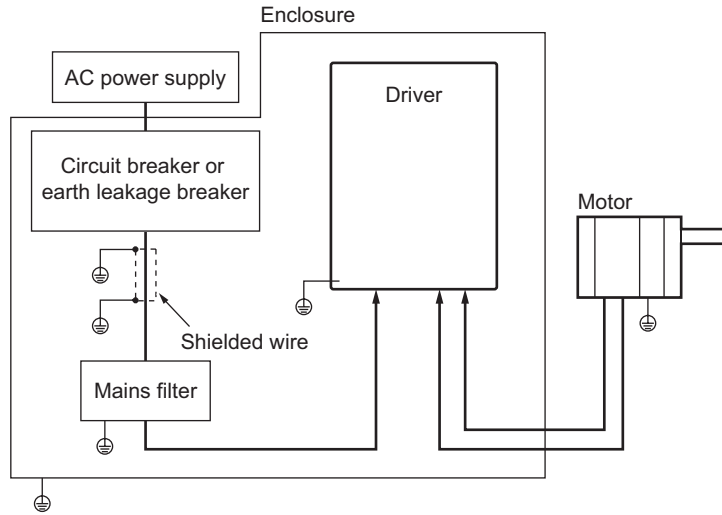 Enclosure
AC power supply
Driver
Circuit breaker or
earth leakage breaker
Motor
Shielded wire
Mains filter